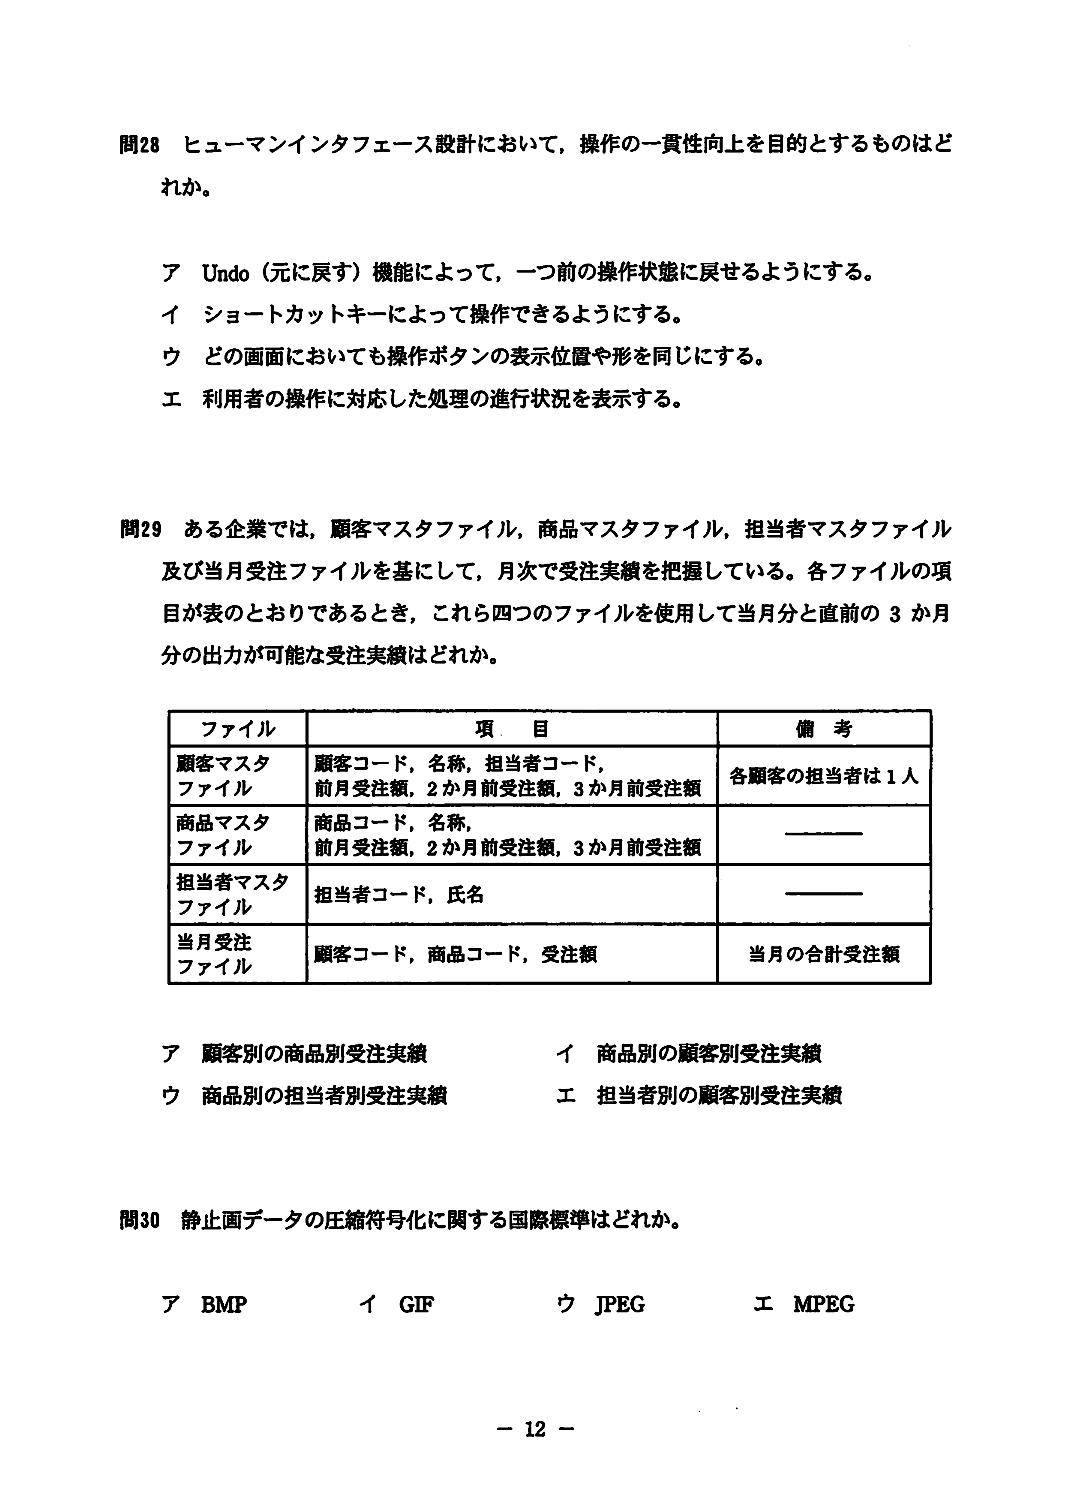 問28　ヒューマンインタフェース設計において，操作の一貫性向上を目的とするものはど
れか。
ア　Undo（元に戻す）機能によって，一つ前の操作状態に戻せるようにする。
イ　ショートカットキーによって操作できるようにする。
ウ　どの画面においても操作ボタンの表示位置や形を同じにする。
エ　利用者の操作に対応した処理の進行状況を表示する。
問29　ある企業では，顧客マスタファイル，商品マスタファイル，担当者マスタファイル
及び当月受注ファイルを基にして，月次で受注実績を把握している。各ファイルの項
目が表のとおりであるとき，これら四つのファイルを使用して当月分と直前の 3 か月
分の出力が可能な受注実績はどれか。
ファイル　項　目　備　考
顧客マスタ
ファイル
顧客コード，名称，担当者コード，
前月受注額，2か月前受注額，3か月前受注額
各顧客の担当者は1人
商品マスタ
ファイル
商品コード，名称，
前月受注額，2か月前受注額，3か月前受注額
―――
担当者マスタ
ファイル
担当者コード，氏名
―――
当月受注
ファイル
顧客コード，商品コード，受注額
当月の合計受注額
ア　顧客別の商品別受注実績　イ　商品別の顧客別受注実績
ウ　商品別の担当者別受注実績　エ　担当者別の顧客別受注実績
問30　静止画データの圧縮符号化に関する国際標準はどれか。
ア　BMP　イ　GIF　ウ　JPEG　エ　MPEG
－ 12 －